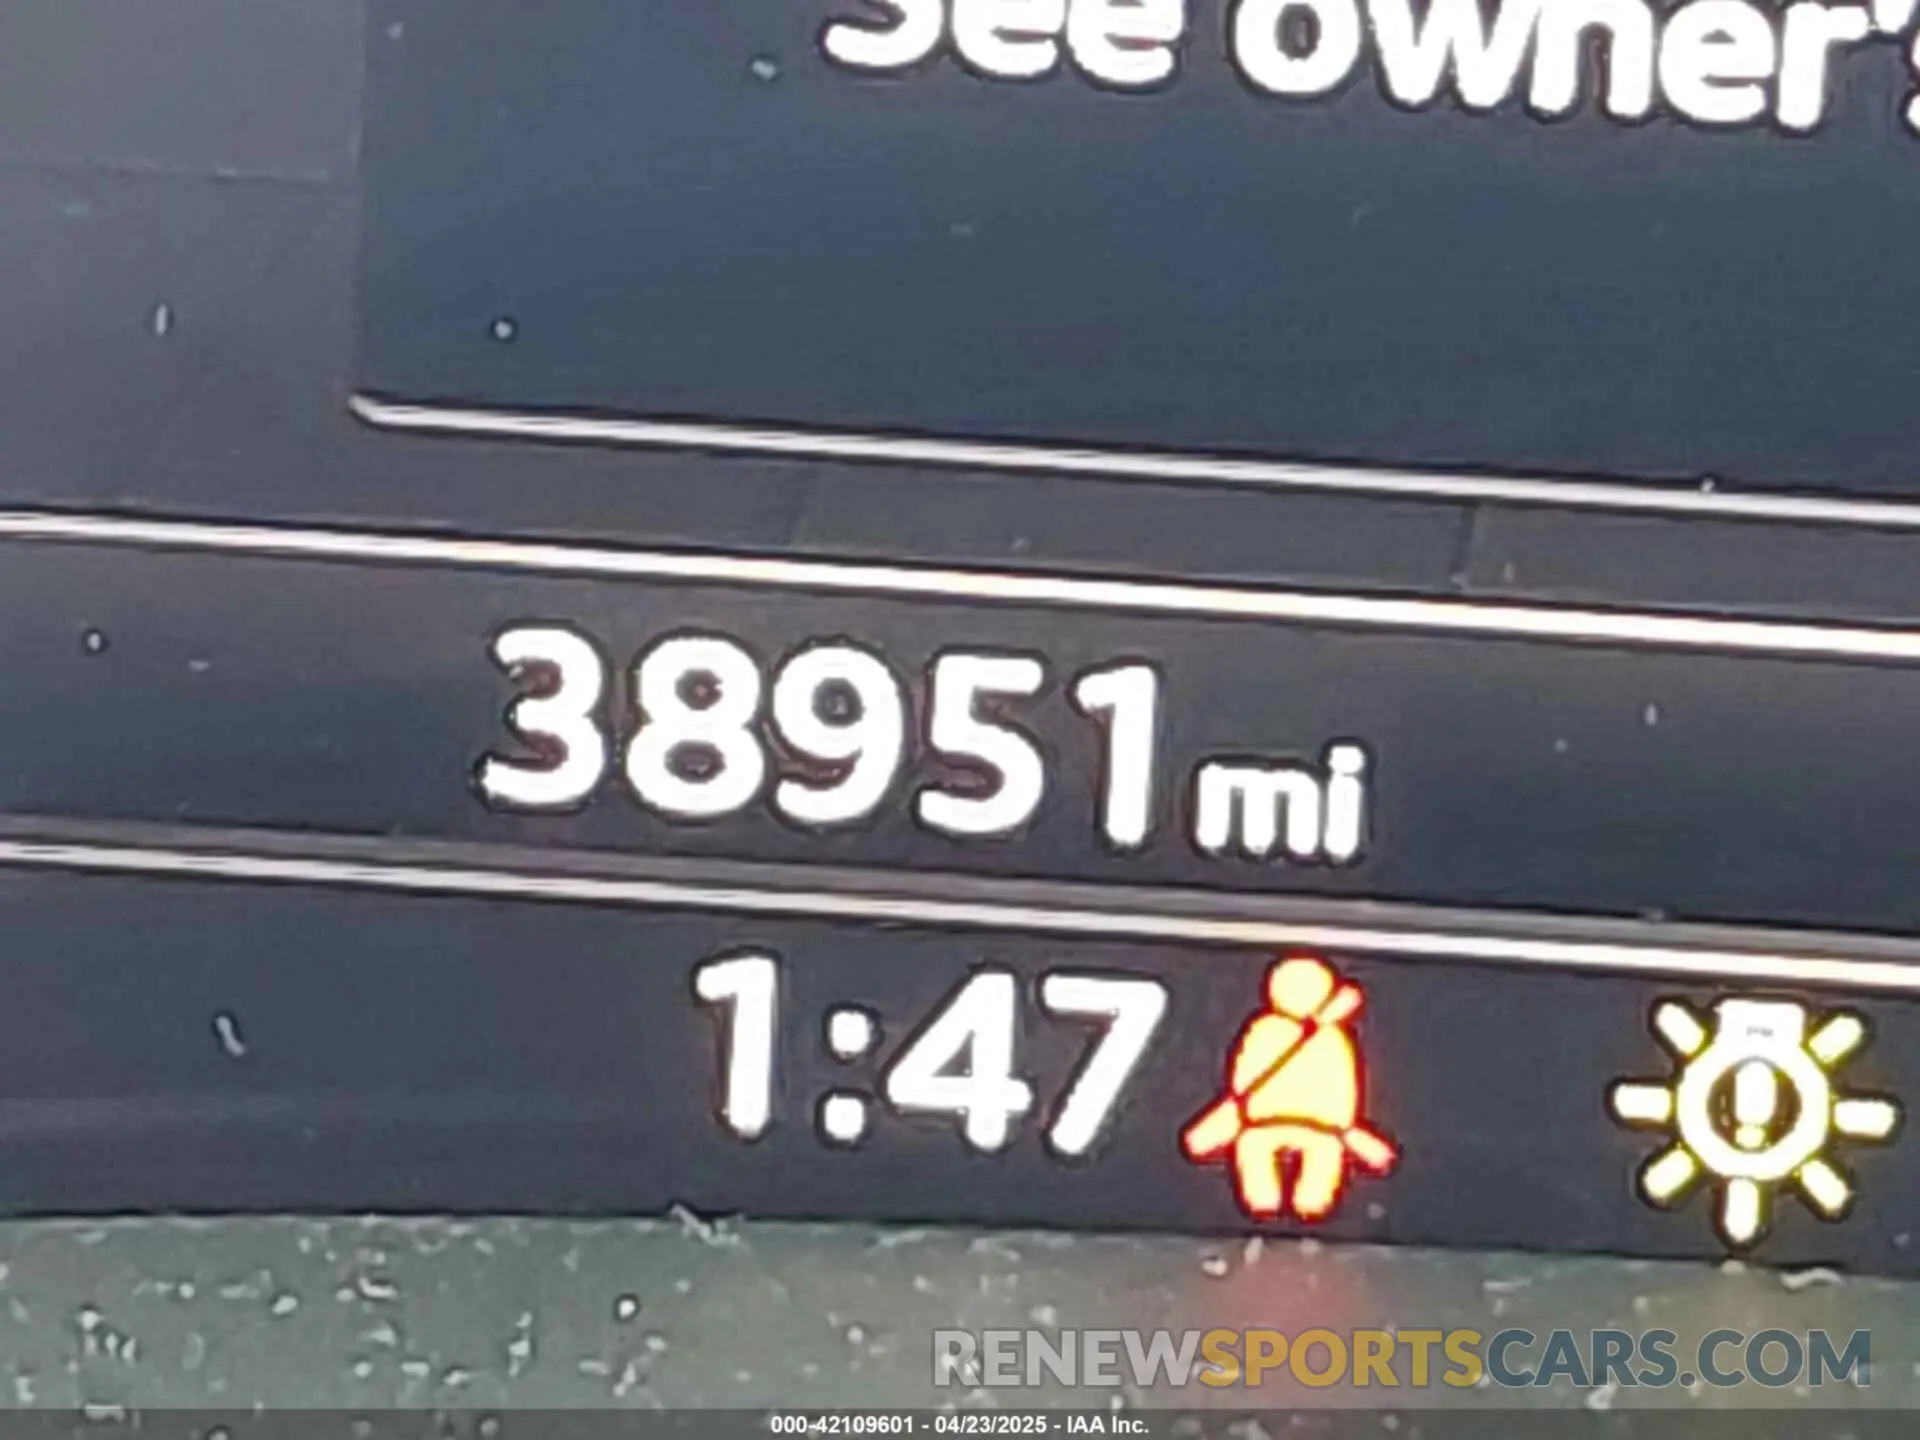 See owner's
38951 mi
1:47
RENEWSPORTSCARS.COM
000-42109601 - 04/23/2025 - IAA Inc.